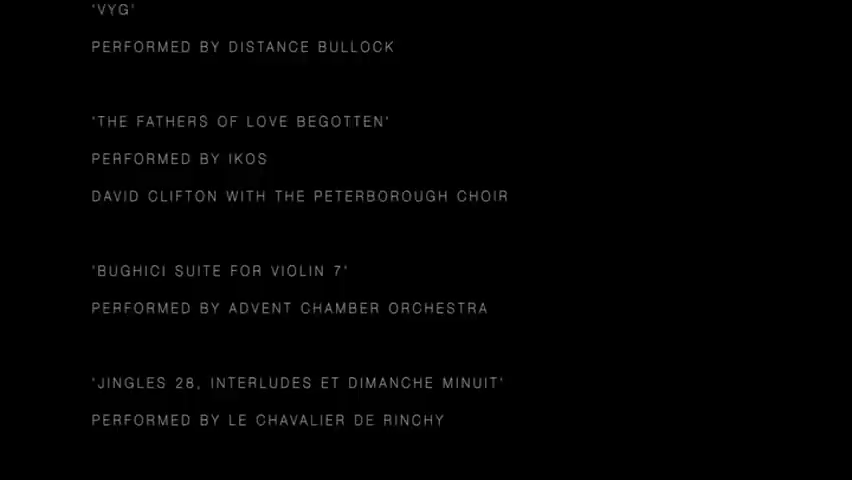 'VYG'
PERFORMED BY DISTANCE BULLOCK
'THE FATHERS OF LOVE BEGOTTEN'
PERFORMED BY IKOS
DAVID CLIFTON WITH THE PETERBOROUGH CHOIR
'BUGHICI SUITE FOR VIOLIN 7'
PERFORMED BY ADVENT CHAMBER ORCHESTRA
'JINGLES 28, INTERLUDES ET DIMANCHE MINUIT'
PERFORMED BY LE CHAVALIER DE RINCHY